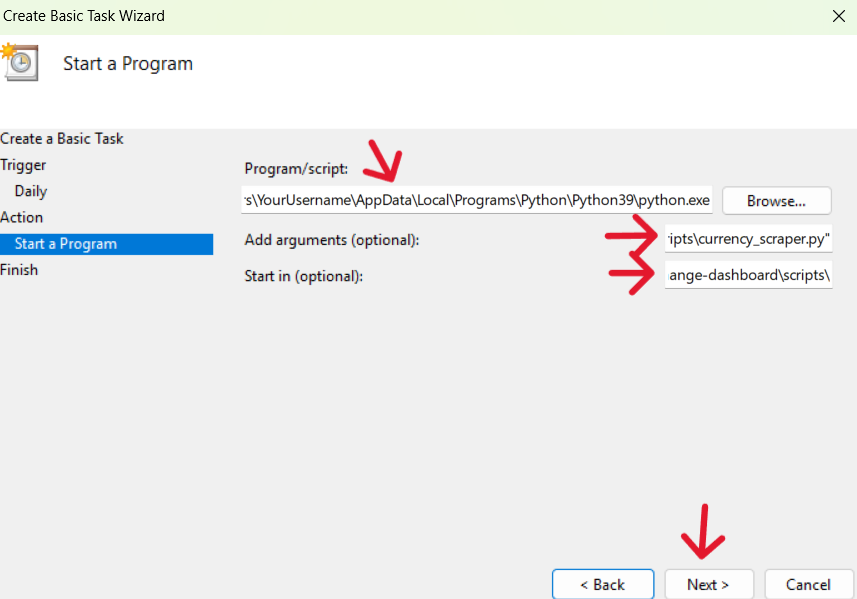 Create Basic Task Wizard
Start a Program
Create a Basic Task
Trigger
Daily
Action
Start a Program
Finish
Program/script:
s\YourUsername\AppData\Local\Programs\Python\Python39\python.exe
Browse...
Add arguments (optional):
ipts\currency_scraper.py"
Start in (optional):
ange-dashboard\scripts\
< Back
Next >
Cancel